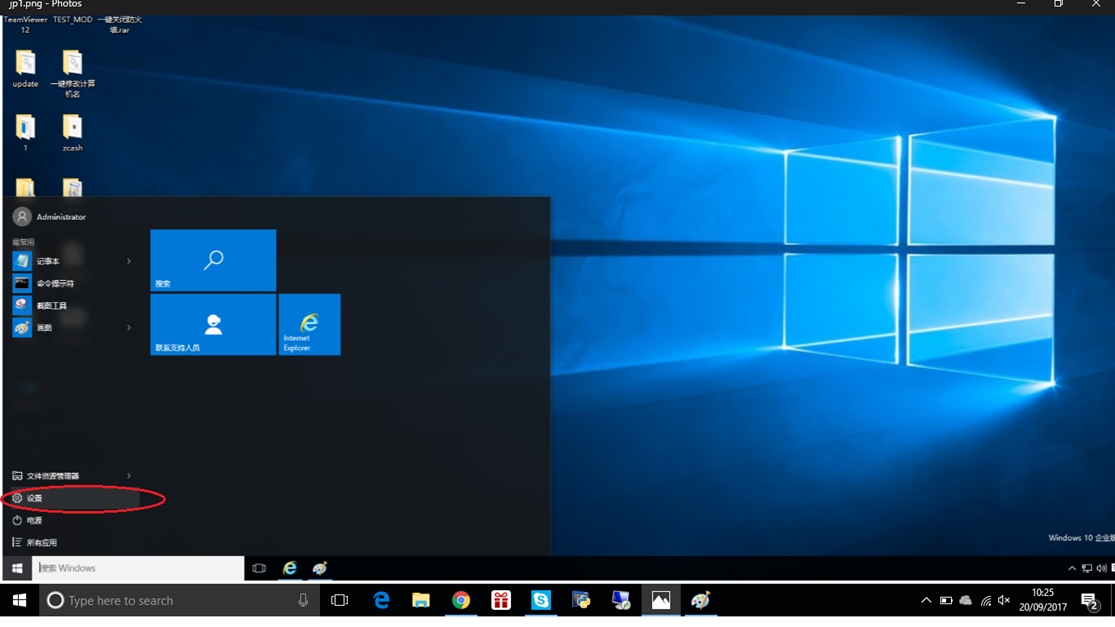 jp1.png - Photos
TeamViewer
12
TEST_MOD
一键关闭防火
墙.rar
update
一键修改计算
机名
1
zcash
Administrator
最常用
记事本
命令提示符
截图工具
画图
搜索
联系支持人员
Internet
Explorer
文件资源管理器
设置
电源
所有应用
Windows 10 企业版
搜索 Windows
Type here to search
10:25
20/09/2017
2